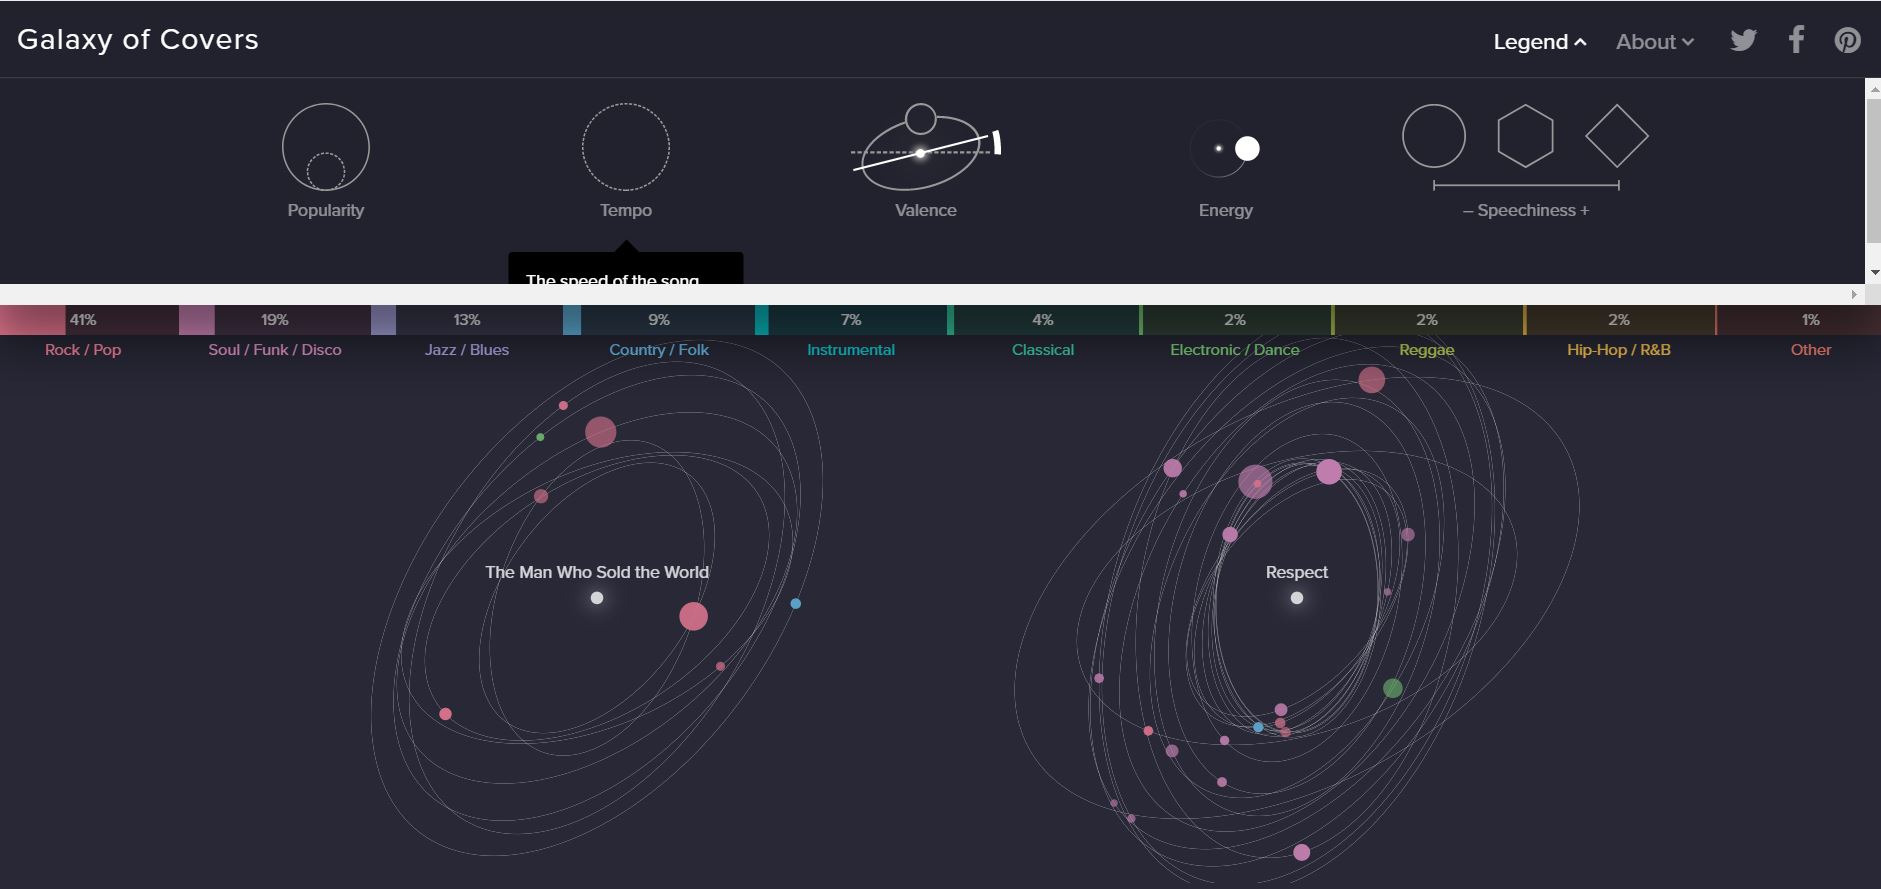 Galaxy of Covers
Legend About
Popularity Tempo Valence Energy – Speechiness +
The speed of the song
41% 19% 13% 9% 7% 4% 2% 2% 2% 1%
Rock / Pop Soul / Funk / Disco Jazz / Blues Country / Folk Instrumental Classical Electronic / Dance Reggae Hip-Hop / R&B Other
The Man Who Sold the World Respect